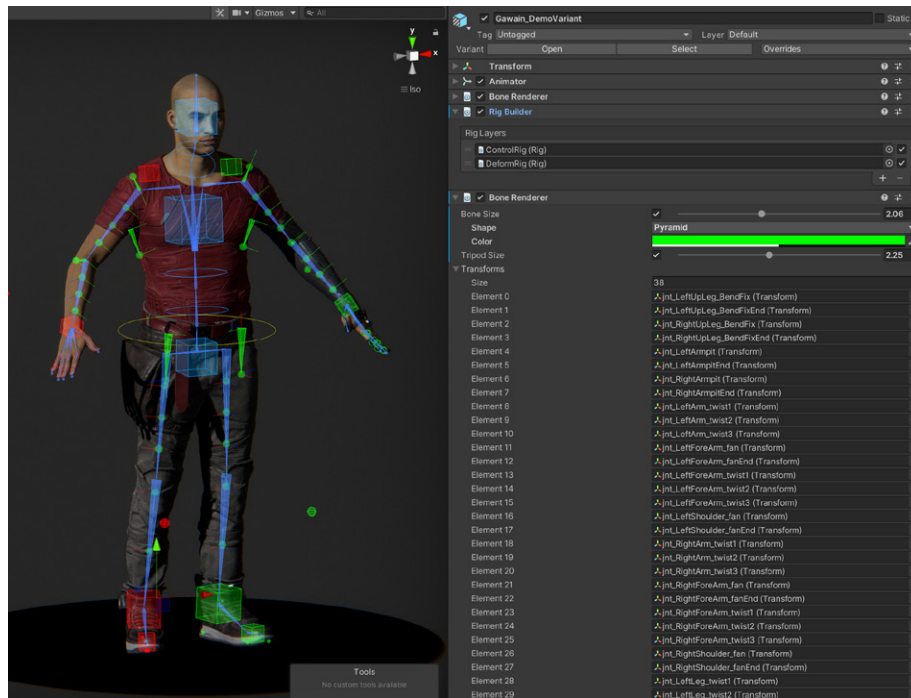 Gizmos
All
y
x
Iso
Tools
No custom tools available
Gawain_DemoVariant
Static
Tag Untagged Layer Default
Variant Open Select Overrides
Transform
Animator
Bone Renderer
Rig Builder
Rig Layers
ControlRig (Rig)
DeformRig (Rig)
Bone Renderer
Bone Size 2.06
Shape Pyramid
Color
Tripod Size 2.25
Transforms
Size 38
Element 0 jnt_LeftUpLeg_BendFix (Transform)
Element 1 jnt_LeftUpLeg_BendFixEnd (Transform)
Element 2 jnt_RightUpLeg_BendFix (Transform)
Element 3 jnt_RightUpLeg_BendFixEnd (Transform)
Element 4 jnt_LeftArmpit (Transform)
Element 5 jnt_LeftArmpitEnd (Transform)
Element 6 jnt_RightArmpit (Transform)
Element 7 jnt_RightArmpitEnd (Transform)
Element 8 jnt_LeftArm_twist1 (Transform)
Element 9 jnt_LeftArm_twist2 (Transform)
Element 10 jnt_LeftArm_twist3 (Transform)
Element 11 jnt_LeftForeArm_fan (Transform)
Element 12 jnt_LeftForeArm_fanEnd (Transform)
Element 13 jnt_LeftForeArm_twist1 (Transform)
Element 14 jnt_LeftForeArm_twist2 (Transform)
Element 15 jnt_LeftForeArm_twist3 (Transform)
Element 16 jnt_LeftShoulder_fan (Transform)
Element 17 jnt_LeftShoulder_fanEnd (Transform)
Element 18 jnt_RightArm_twist1 (Transform)
Element 19 jnt_RightArm_twist2 (Transform)
Element 20 jnt_RightArm_twist3 (Transform)
Element 21 jnt_RightForeArm_fan (Transform)
Element 22 jnt_RightForeArm_fanEnd (Transform)
Element 23 jnt_RightForeArm_twist1 (Transform)
Element 24 jnt_RightForeArm_twist2 (Transform)
Element 25 jnt_RightForeArm_twist3 (Transform)
Element 26 jnt_RightShoulder_fan (Transform)
Element 27 jnt_RightShoulder_fanEnd (Transform)
Element 28 jnt_LeftLeg_twist1 (Transform)
Element 29 jnt_LeftLeg_twist2 (Transform)